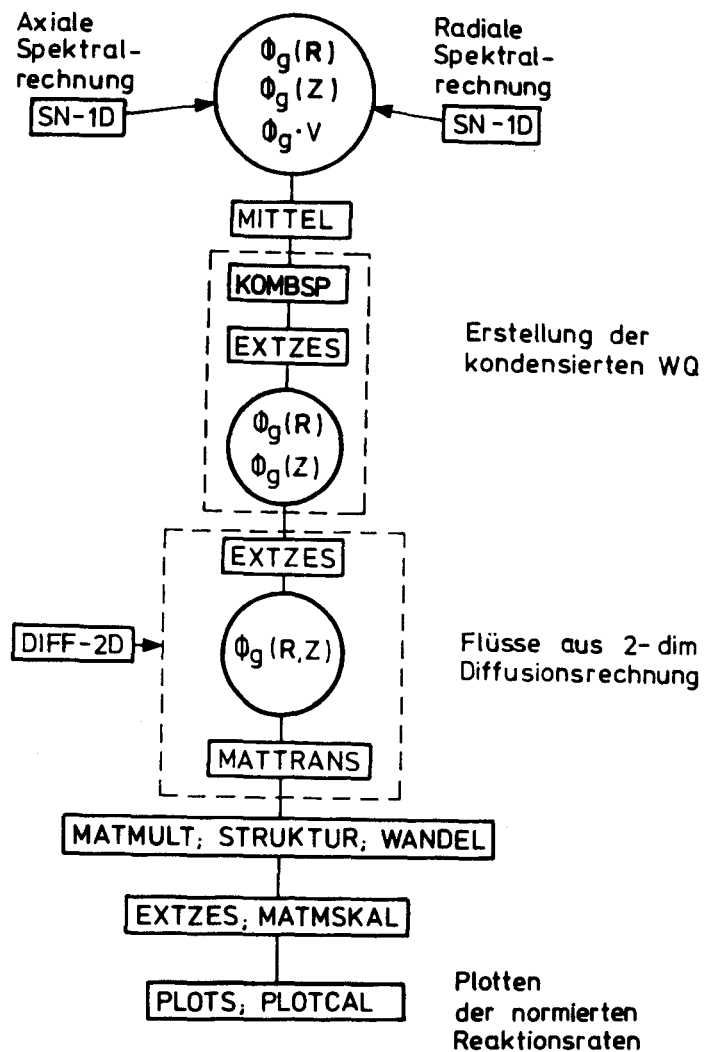 Axiale
Spektral-
rechnung
SN-1D
Φg(R)
Φg(Z)
Φg·V
Radiale
Spektral-
rechnung
SN-1D
MITTEL
KOMBSP
EXTZES
Φg(R)
Φg(Z)
Erstellung der
kondensierten WQ
EXTZES
DIFF-2D
Φg(R,Z)
Flüsse aus 2-dim
Diffusionsrechnung
MATTRANS
MATMULT; STRUKTUR; WANDEL
EXTZES; MATMSKAL
PLOTS; PLOTCAL
Plotten
der normierten
Reaktionsraten